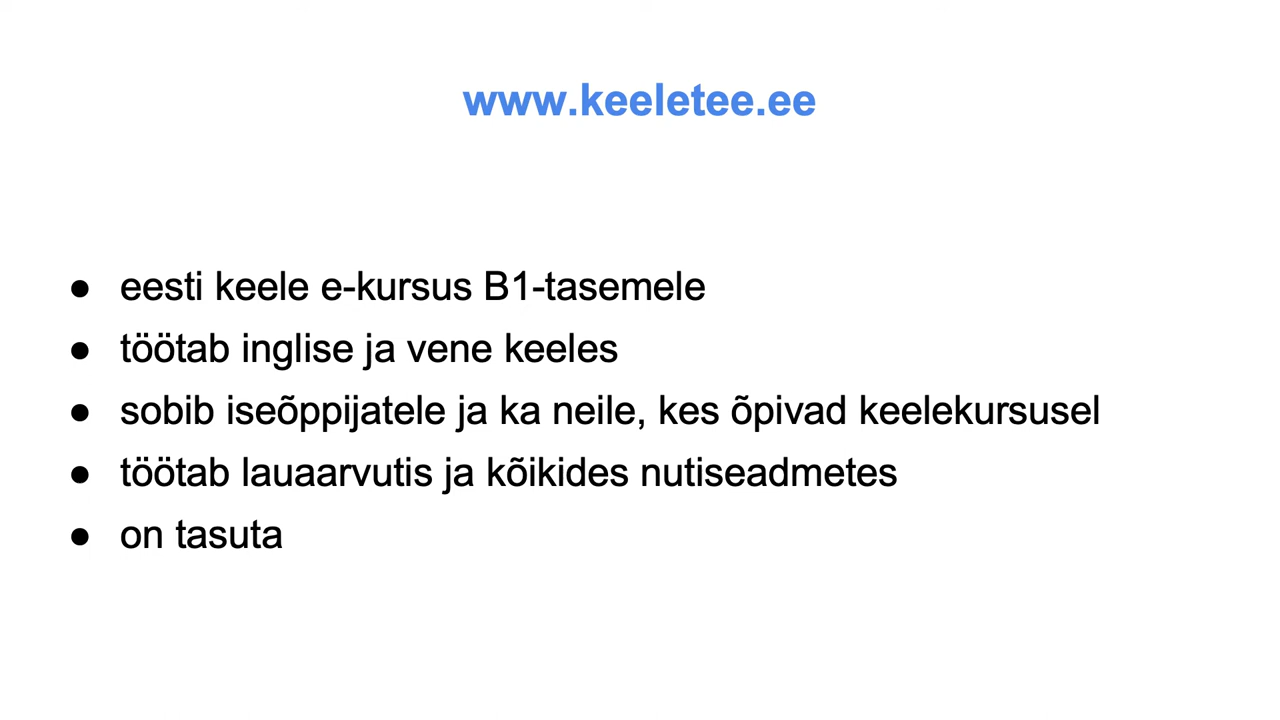 www.keeletee.ee
● eesti keele e-kursus B1-tasemele
● töötab inglise ja vene keeles
● sobib iseõppijatele ja ka neile, kes õpivad keelekursusel
● töötab lauaarvutis ja kõikides nutiseadmetes
● on tasuta